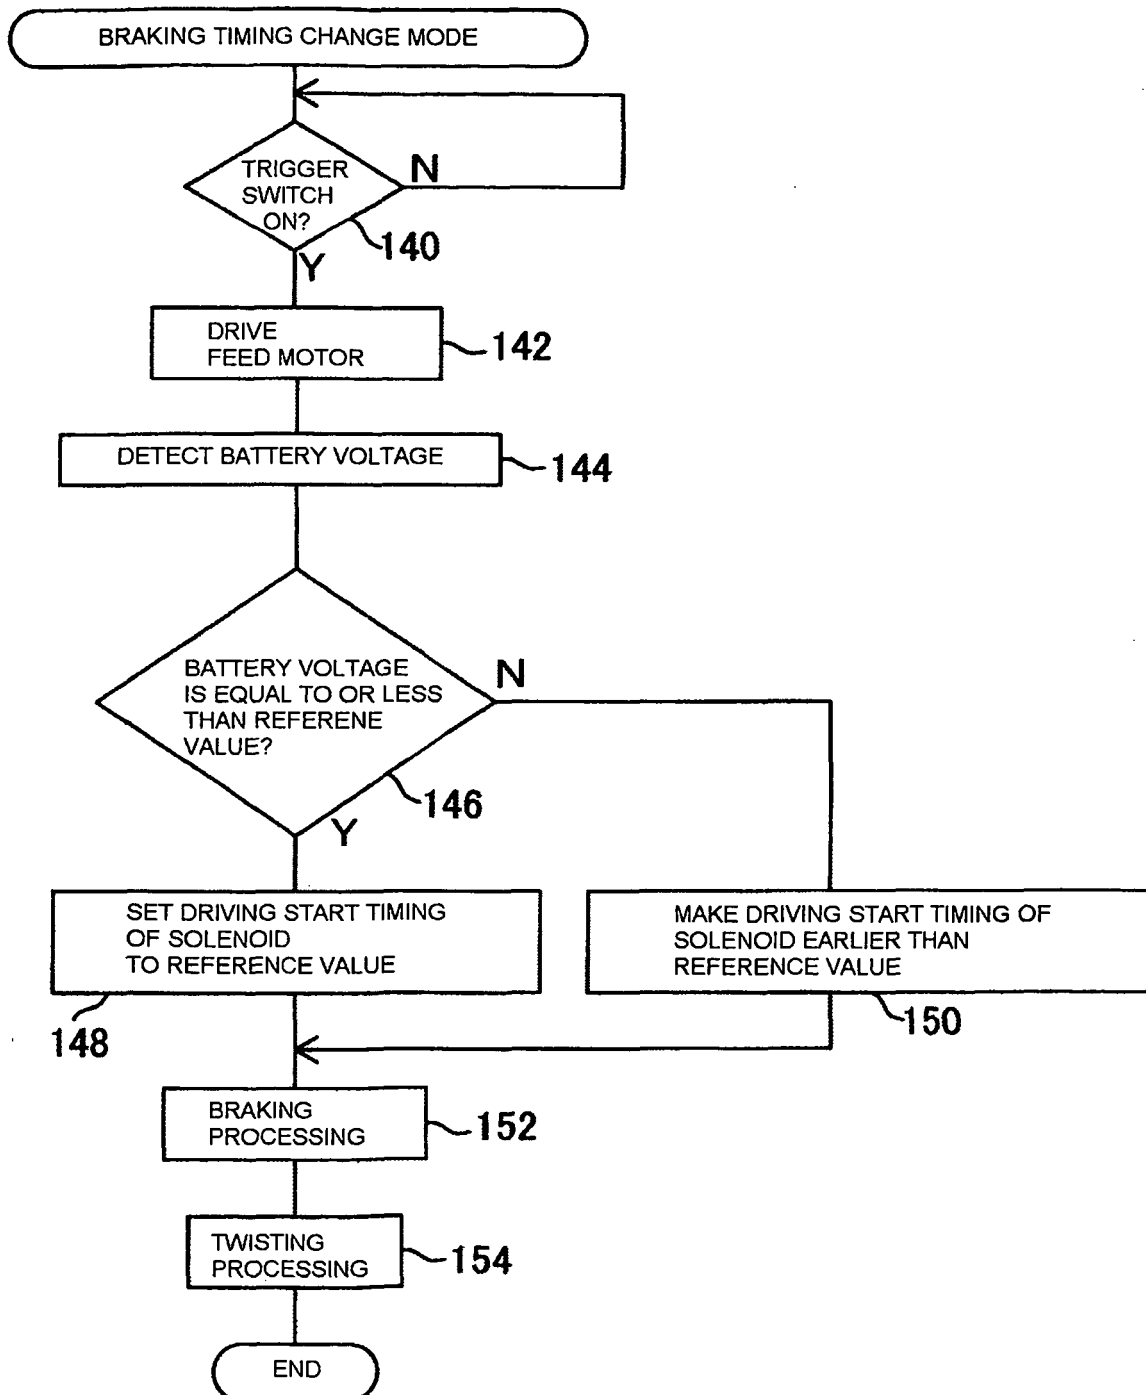 BRAKING TIMING CHANGE MODE
TRIGGER
SWITCH
ON?
N
140
Y
DRIVE
FEED MOTOR
142
DETECT BATTERY VOLTAGE
144
BATTERY VOLTAGE
IS EQUAL TO OR LESS
THAN REFERENE
VALUE?
N
146
Y
SET DRIVING START TIMING
OF SOLENOID
TO REFERENCE VALUE
148
MAKE DRIVING START TIMING OF
SOLENOID EARLIER THAN
REFERENCE VALUE
150
BRAKING
PROCESSING
152
TWISTING
PROCESSING
154
END